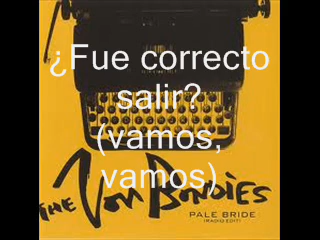 ¿Fue correcto
salir?
(vamos,
vamos)
THE VON BONDIES
PALE BRIDE
(RADIO EDIT)